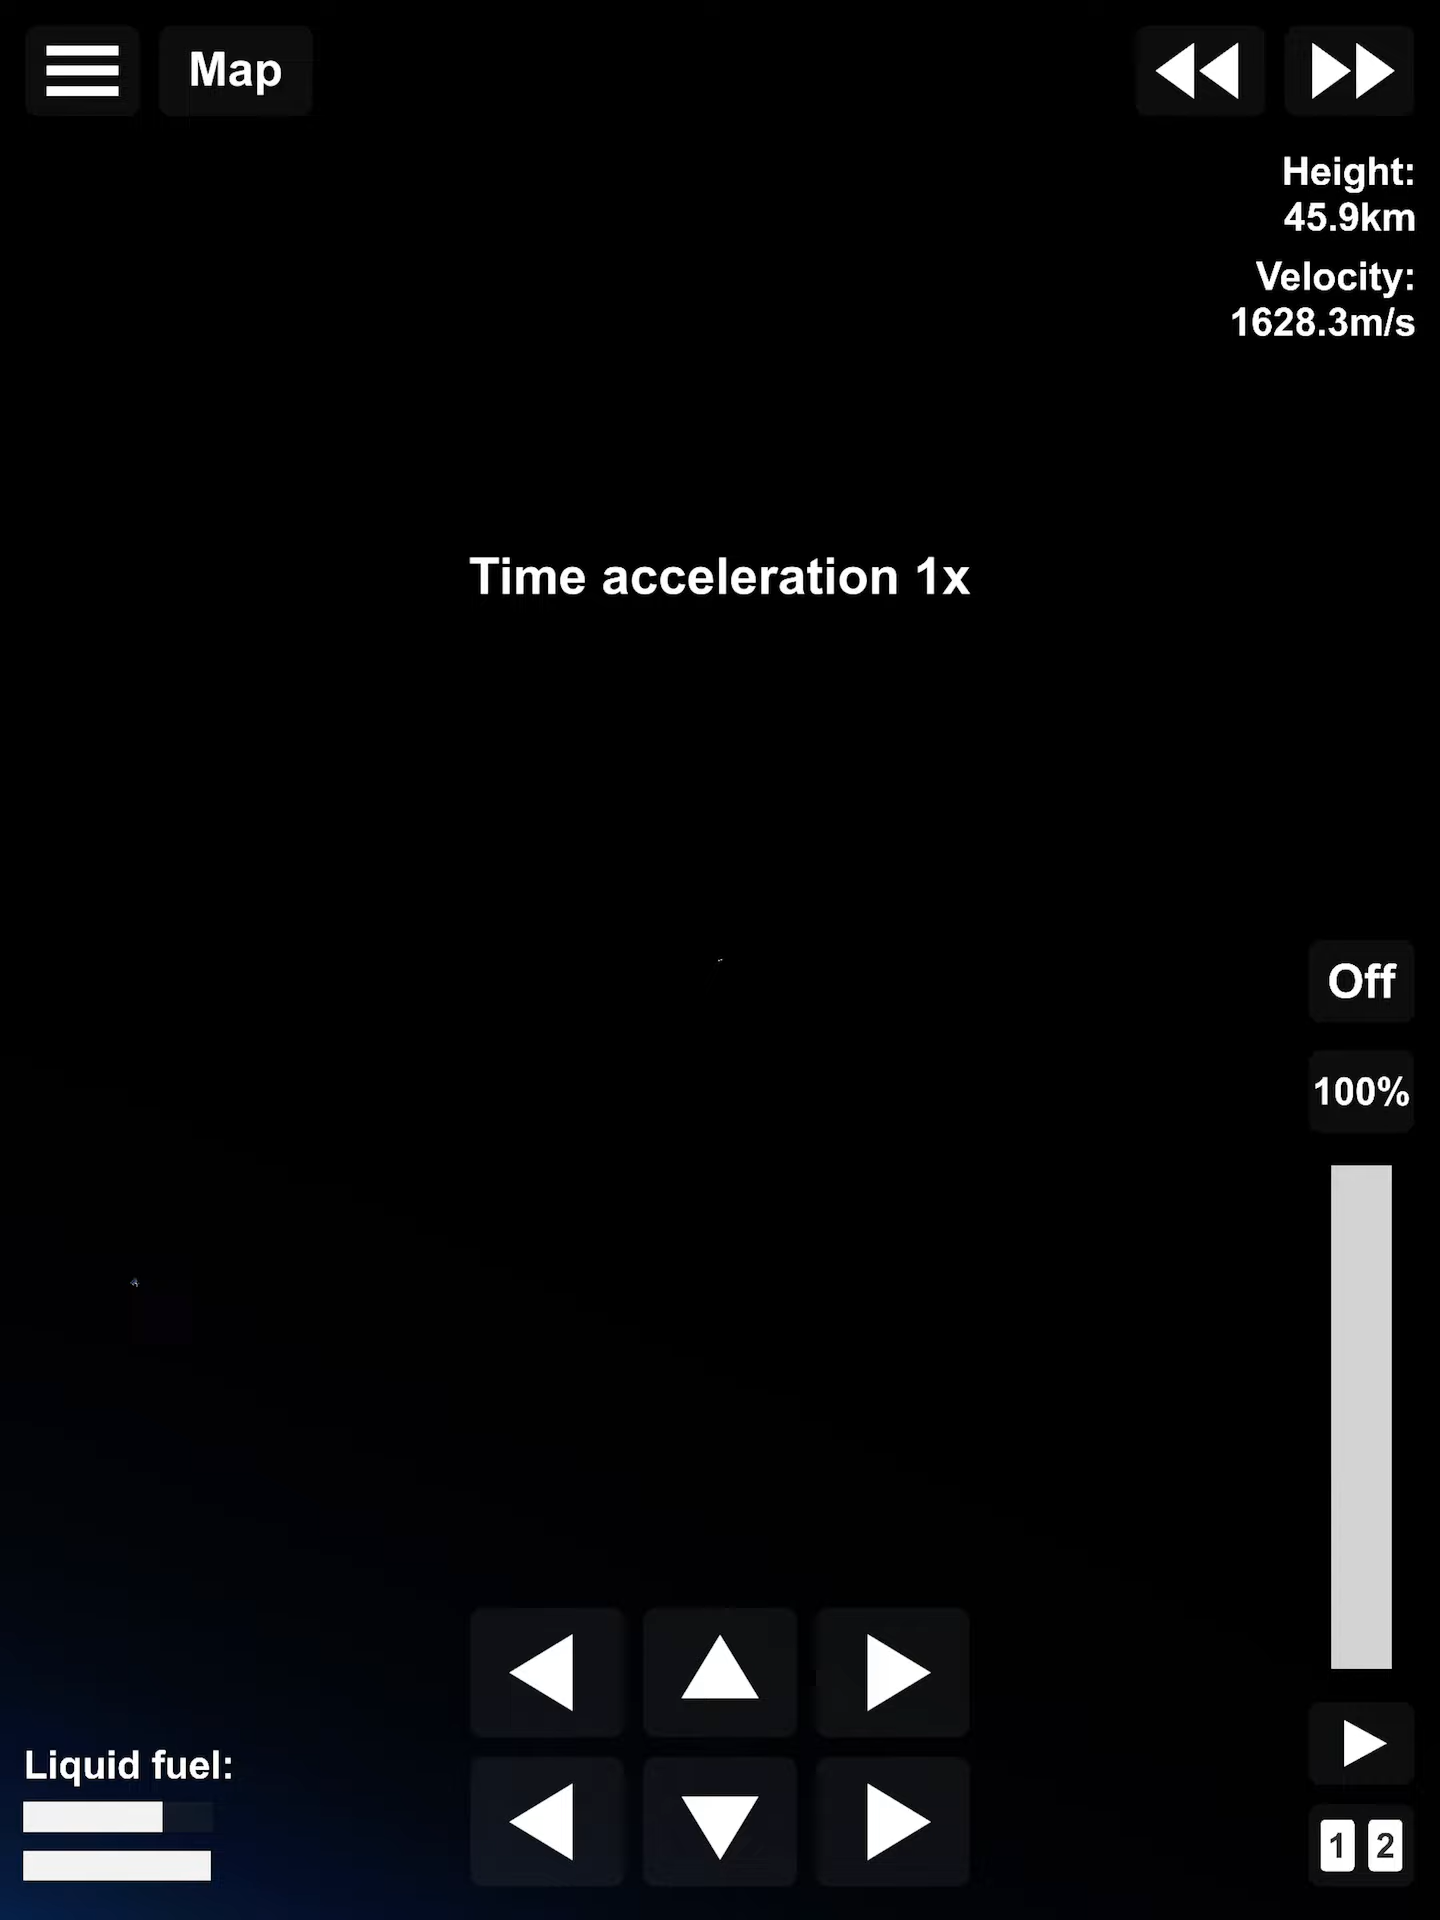 Map
Height:
45.9km
Velocity:
1628.3m/s
Time acceleration 1x
Off
100%
Liquid fuel:
1 2